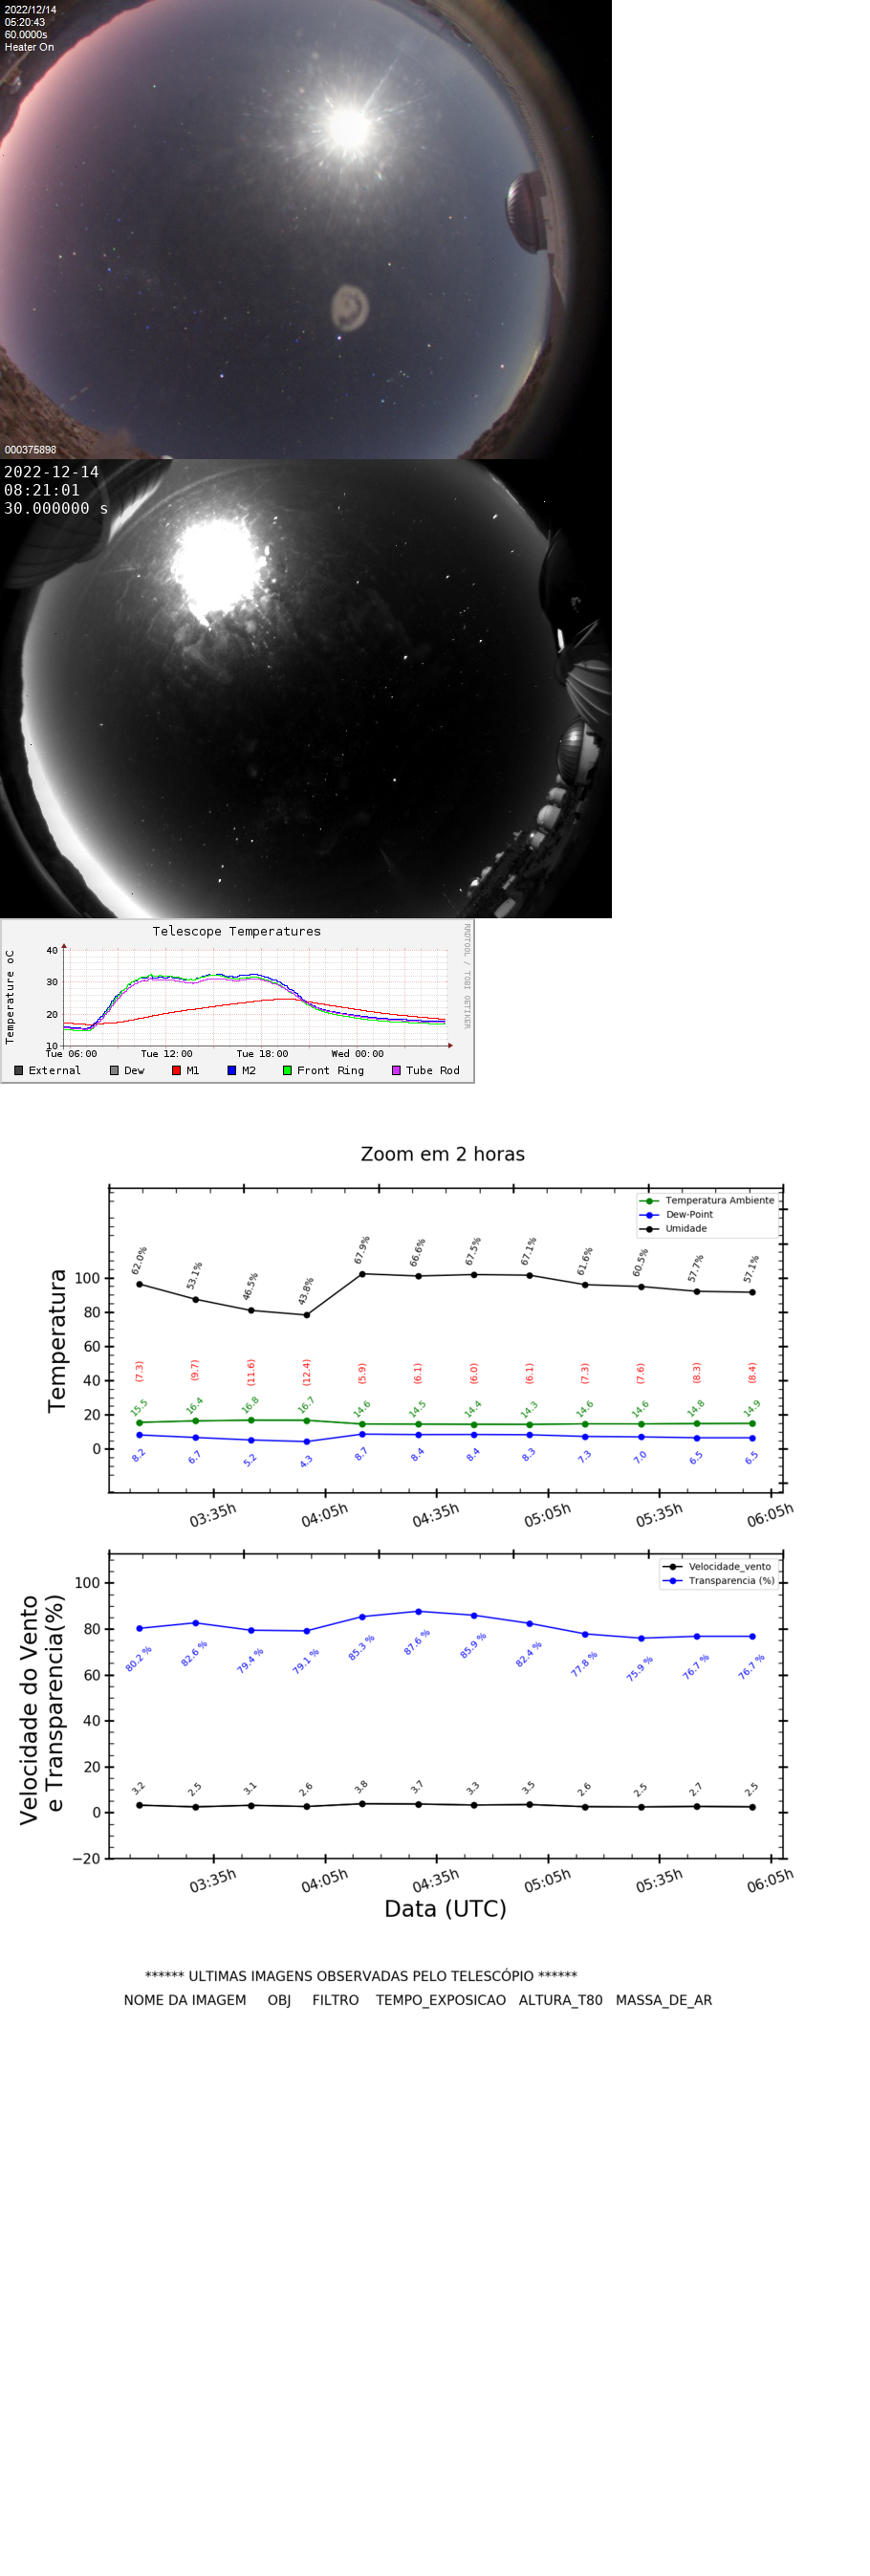 2022/12/14
05:20:43
60.0000s
Heater On
000375898
2022-12-14
08:21:01
30.000000 s
Telescope Temperatures
RRDTOOL / TOBI OETIKER
Temperature oC
40
30
20
10
Tue 06:00 Tue 12:00 Tue 18:00 Wed 00:00
External Dew M1 M2 Front Ring Tube Rod
Zoom em 2 horas
Temperatura Ambiente
Dew-Point
Umidade
Temperatura
100
80
60
40
20
0
62.0% 53.1% 46.5% 43.8% 67.9% 66.6% 67.5% 67.1% 61.6% 60.5% 57.7% 57.1%
(7.3) (9.7) (11.6) (12.4) (5.9) (6.1) (6.0) (6.1) (7.3) (7.6) (8.3) (8.4)
15.5 16.4 16.8 16.7 14.6 14.5 14.4 14.3 14.6 14.6 14.8 14.9
8.2 6.7 5.2 4.3 8.7 8.4 8.4 8.3 7.3 7.0 6.5 6.5
03:35h 04:05h 04:35h 05:05h 05:35h 06:05h
Velocidade_vento
Transparencia (%)
Velocidade do Vento
e Transparencia(%)
100
80
60
40
20
0
−20
80.2 % 82.6 % 79.4 % 79.1 % 85.3 % 87.6 % 85.9 % 82.4 % 77.8 % 75.9 % 76.7 % 76.7 %
3.2 2.5 3.1 2.6 3.8 3.7 3.3 3.5 2.6 2.5 2.7 2.5
03:35h 04:05h 04:35h 05:05h 05:35h 06:05h
Data (UTC)
****** ULTIMAS IMAGENS OBSERVADAS PELO TELESCÓPIO ******
NOME DA IMAGEM OBJ FILTRO TEMPO_EXPOSICAO ALTURA_T80 MASSA_DE_AR